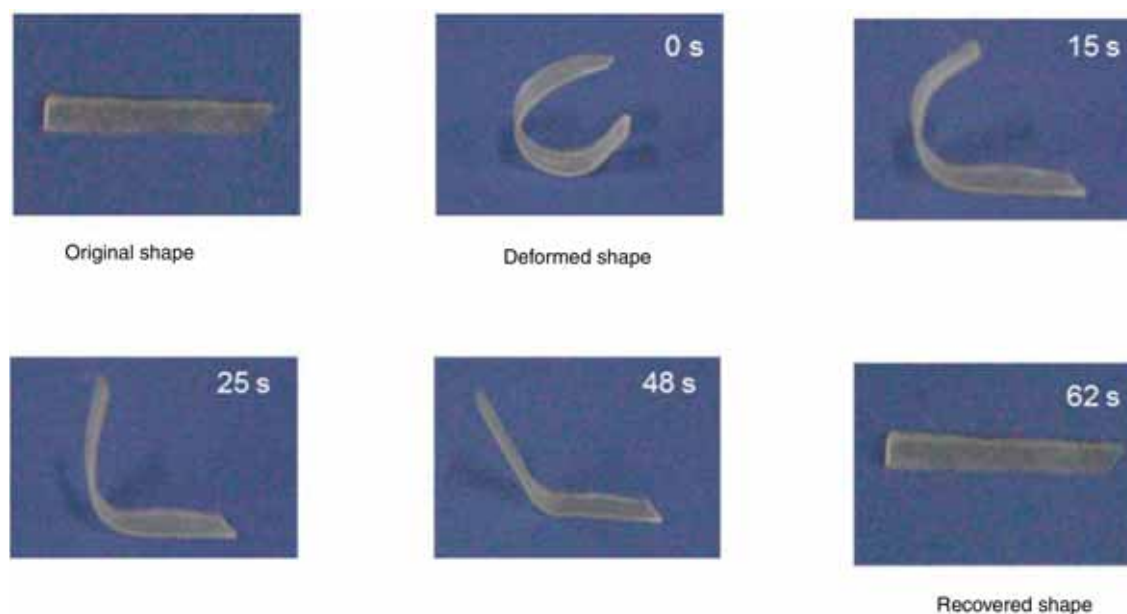 0 s
15 s
Original shape
Deformed shape
25 s
48 s
62 s
Recovered shape